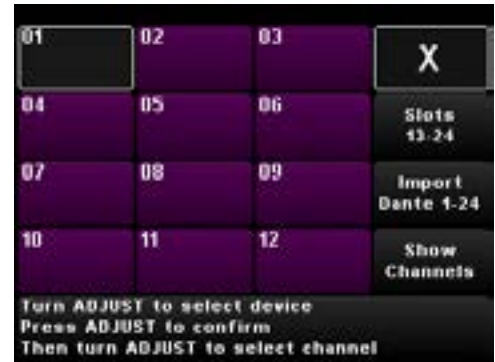 01 02 03 X
04 05 06 Slots
13-24
07 08 09 Import
Dante 1-24
10 11 12 Show
Channels
Turn ADJUST to select device
Press ADJUST to confirm
Then turn ADJUST to select channel